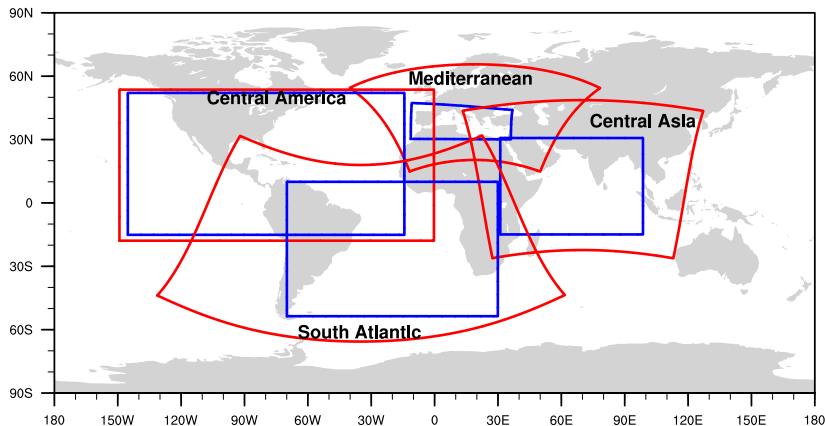 90N
60N
30N
0
30S
60S
90S
Mediterranean
Central America
Central AsIa
South AtlantIc
180 150W 120W 90W 60W 30W 0 30E 60E 90E 120E 150E 180